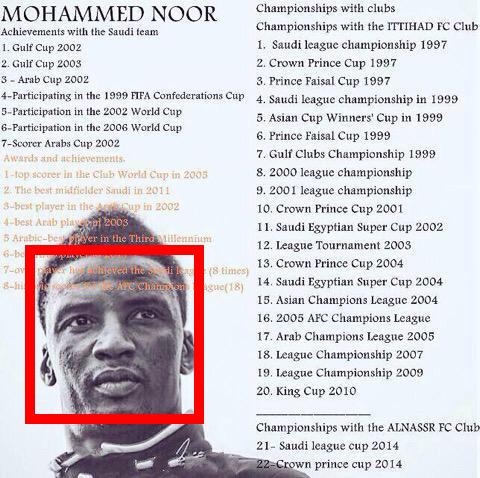 MOHAMMED NOOR
Achievements with the Saudi team
1. Gulf Cup 2002
2. Gulf Cup 2003
3 - Arab Cup 2002
4-Participating in the 1999 FIFA Confederations Cup
5-Participation in the 2002 World Cup
6-Participation in the 2006 World Cup
7-Scorer Arabs Cup 2002
Awards and achievements.
1-top scorer in the Club World Cup in 2005
2. The best midfielder Saudi in 2011
3-best player in the Arab Cup in 2002
4-best Arab player in 2003
5 Arabic-best player in the Third Millennium
7-ove player has achieved the Saudi league (8 times)
the AFC Champions League(18)
Championships with clubs
Championships with the ITTIHAD FC Club
1. Saudi league championship 1997
2. Crown Prince Cup 1997
3. Prince Faisal Cup 1997
4. Saudi league championship in 1999
5. Asian Cup Winners' Cup in 1999
6. Prince Faisal Cup 1999
7. Gulf Clubs Championship 1999
8. 2000 league championship
9. 2001 league championship
10. Crown Prince Cup 2001
11. Saudi Egyptian Super Cup 2002
12. League Tournament 2003
13. Crown Prince Cup 2004
14. Saudi Egyptian Super Cup 2004
15. Asian Champions League 2004
16. 2005 AFC Champions League
17. Arab Champions League 2005
18. League Championship 2007
19. League Championship 2009
20. King Cup 2010
Championships with the ALNASSR FC Club
21- Saudi league cup 2014
22-Crown prince cup 2014